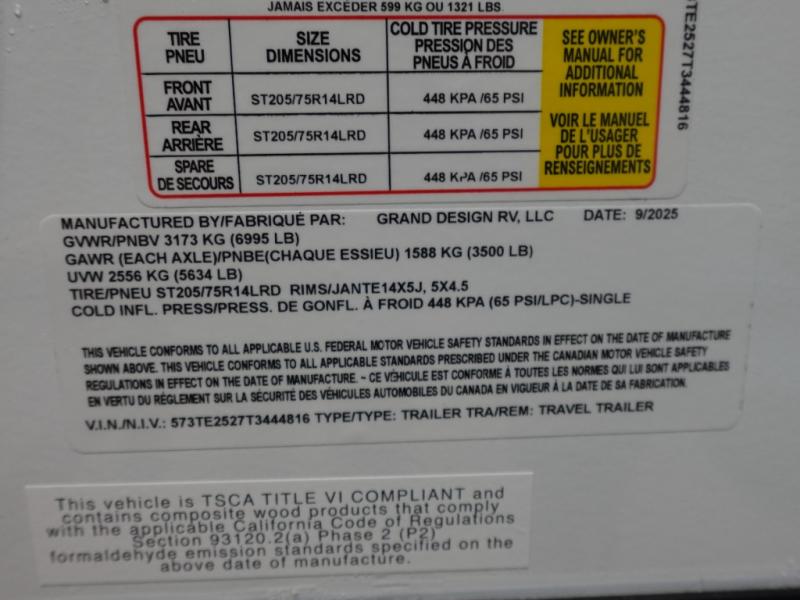 JAMAIS EXCÉDER 599 KG OU 1321 LBS
TIRE
PNEU
SIZE
DIMENSIONS
COLD TIRE PRESSURE
PRESSION DES
PNEUS À FROID
SEE OWNER'S
MANUAL FOR
ADDITIONAL
INFORMATION
VOIR LE MANUEL
DE L'USAGER
POUR PLUS DE
RENSEIGNEMENTS
FRONT
AVANT
ST205/75R14LRD
448 KPA /65 PSI
REAR
ARRIÈRE
ST205/75R14LRD
448 KPA /65 PSI
SPARE
DE SECOURS
ST205/75R14LRD
448 KPA /65 PSI
TE2527T3444816
MANUFACTURED BY/FABRIQUÉ PAR: GRAND DESIGN RV, LLC DATE: 9/2025
GVWR/PNBV 3173 KG (6995 LB)
GAWR (EACH AXLE)/PNBE(CHAQUE ESSIEU) 1588 KG (3500 LB)
UVW 2556 KG (5634 LB)
TIRE/PNEU ST205/75R14LRD RIMS/JANTE14X5J, 5X4.5
COLD INFL. PRESS/PRESS. DE GONFL. À FROID 448 KPA (65 PSI/LPC)-SINGLE
THIS VEHICLE CONFORMS TO ALL APPLICABLE U.S. FEDERAL MOTOR VEHICLE SAFETY STANDARDS IN EFFECT ON THE DATE OF MANUFACTURE
SHOWN ABOVE. THIS VEHICLE CONFORMS TO ALL APPLICABLE STANDARDS PRESCRIBED UNDER THE CANADIAN MOTOR VEHICLE SAFETY
REGULATIONS IN EFFECT ON THE DATE OF MANUFACTURE. - CE VÉHICULE EST CONFORME À TOUTES LES NORMES QUI LUI SONT APPLICABLES
EN VERTU DU RÈGLEMENT SUR LA SÉCURITÉ DES VÉHICULES AUTOMOBILES DU CANADA EN VIGUEUR À LA DATE DE SA FABRICATION.
V.I.N./N.I.V.: 573TE2527T3444816 TYPE/TYPE: TRAILER TRA/REM: TRAVEL TRAILER
This vehicle is TSCA TITLE VI COMPLIANT and
contains composite wood products that comply
with the applicable California Code of Regulations
Section 93120.2(a) Phase 2 (P2)
formaldehyde emission standards specified on the
above date of manufacture.